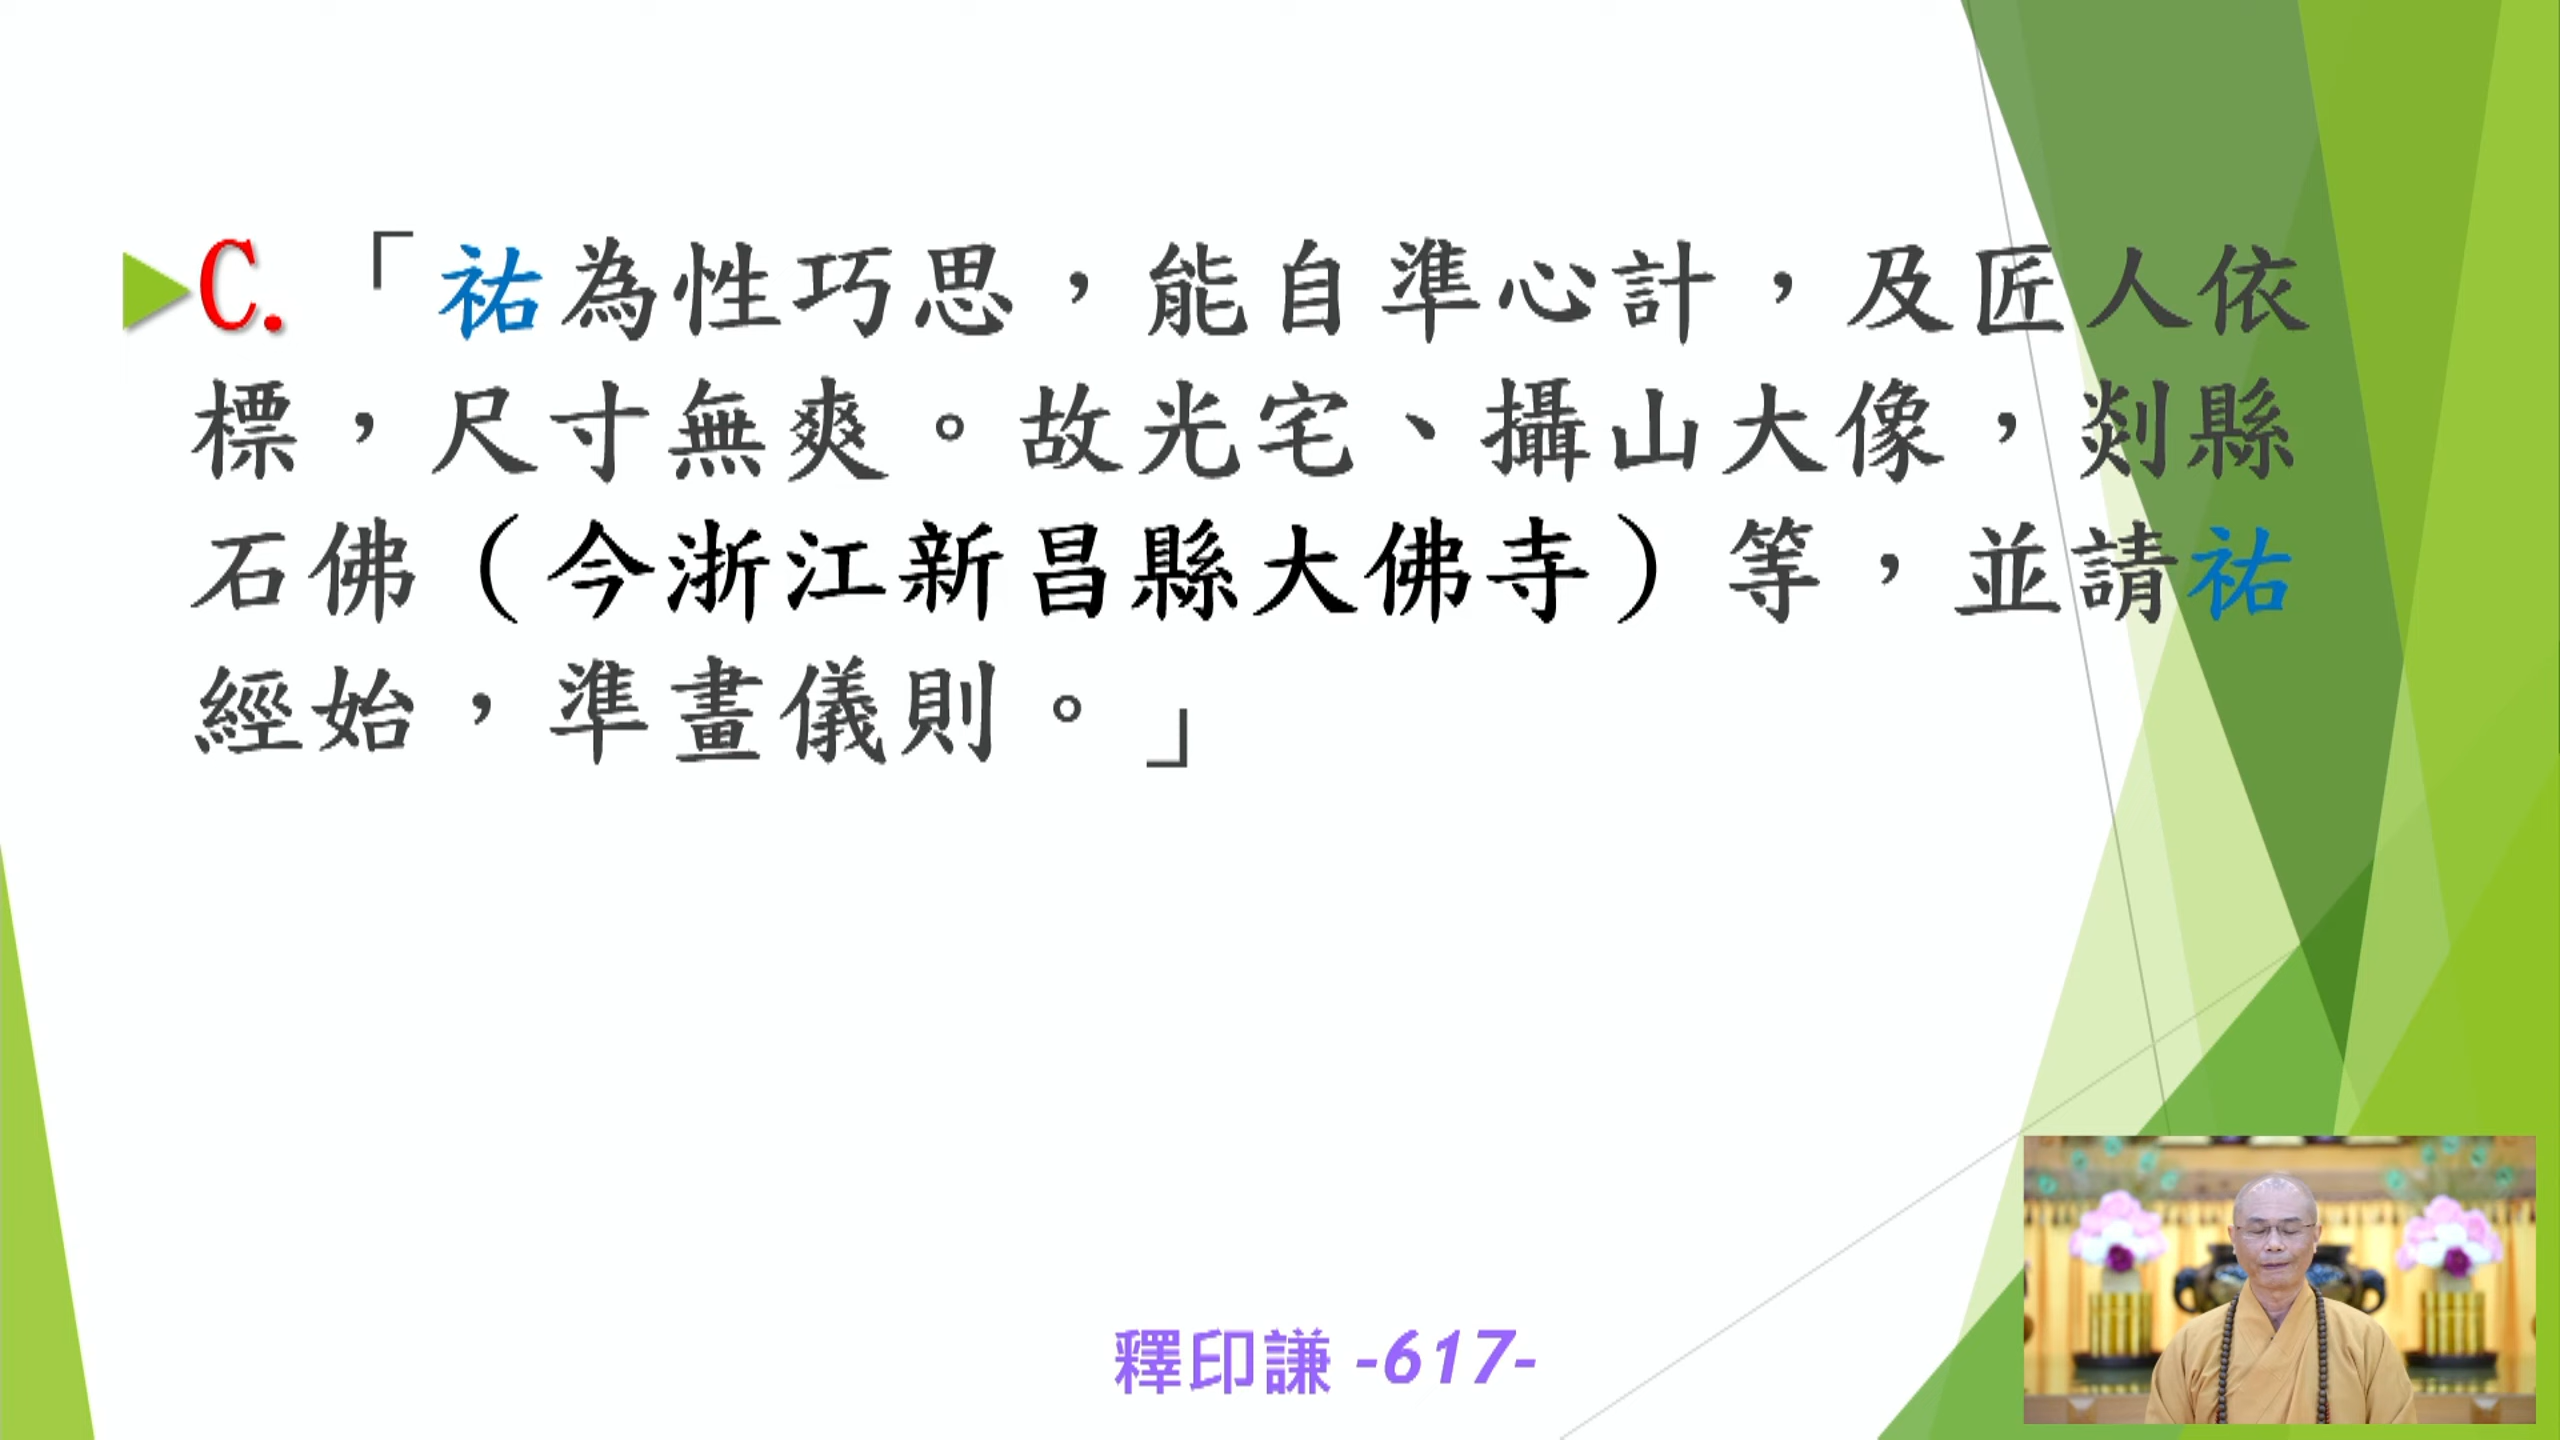 C.「祐為性巧思，能自準心計，及匠人依
標，尺寸無爽。故光宅、攝山大像，剡縣
石佛（今浙江新昌縣大佛寺）等，並請祐
經始，準畫儀則。」
釋印謙 -617-